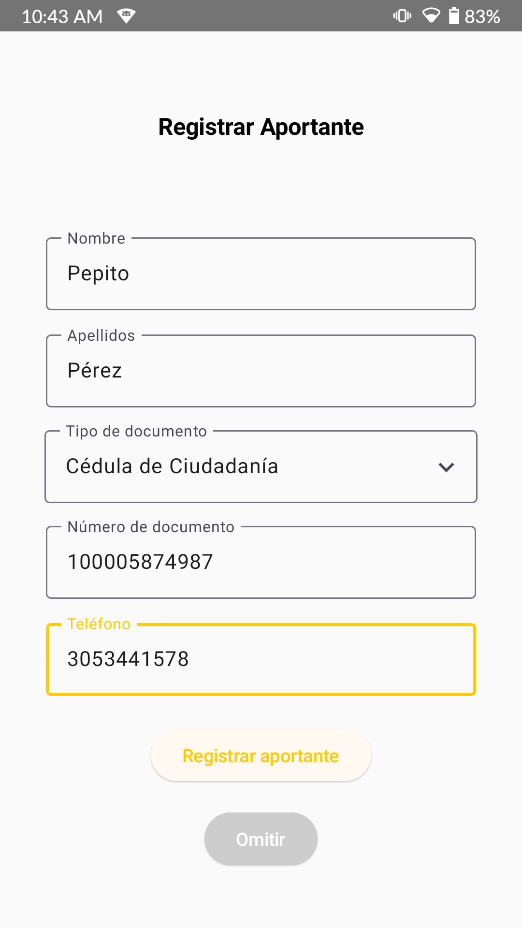 10:43 AM
83%
Registrar Aportante
Nombre
Pepito
Apellidos
Pérez
Tipo de documento
Cédula de Ciudadanía
Número de documento
100005874987
Teléfono
3053441578
Registrar aportante
Omitir